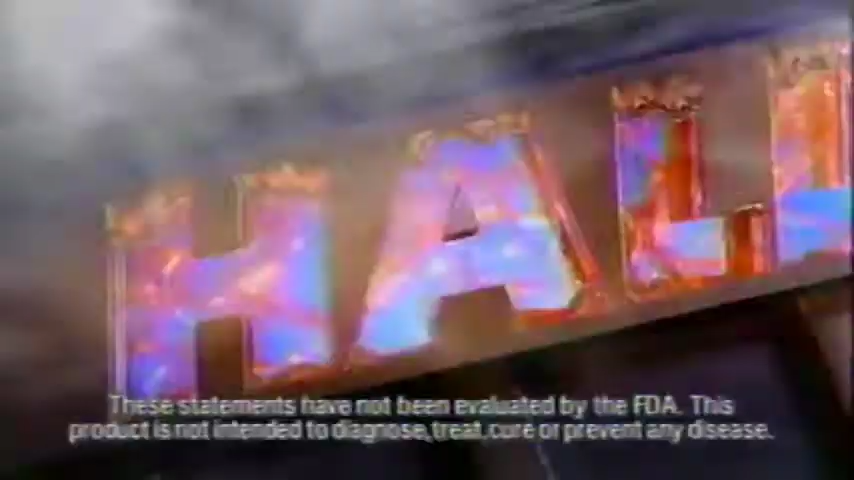 HALL
These statements have not been evaluated by the FDA. This
product is not intended to diagnose, treat, cure or prevent any disease.